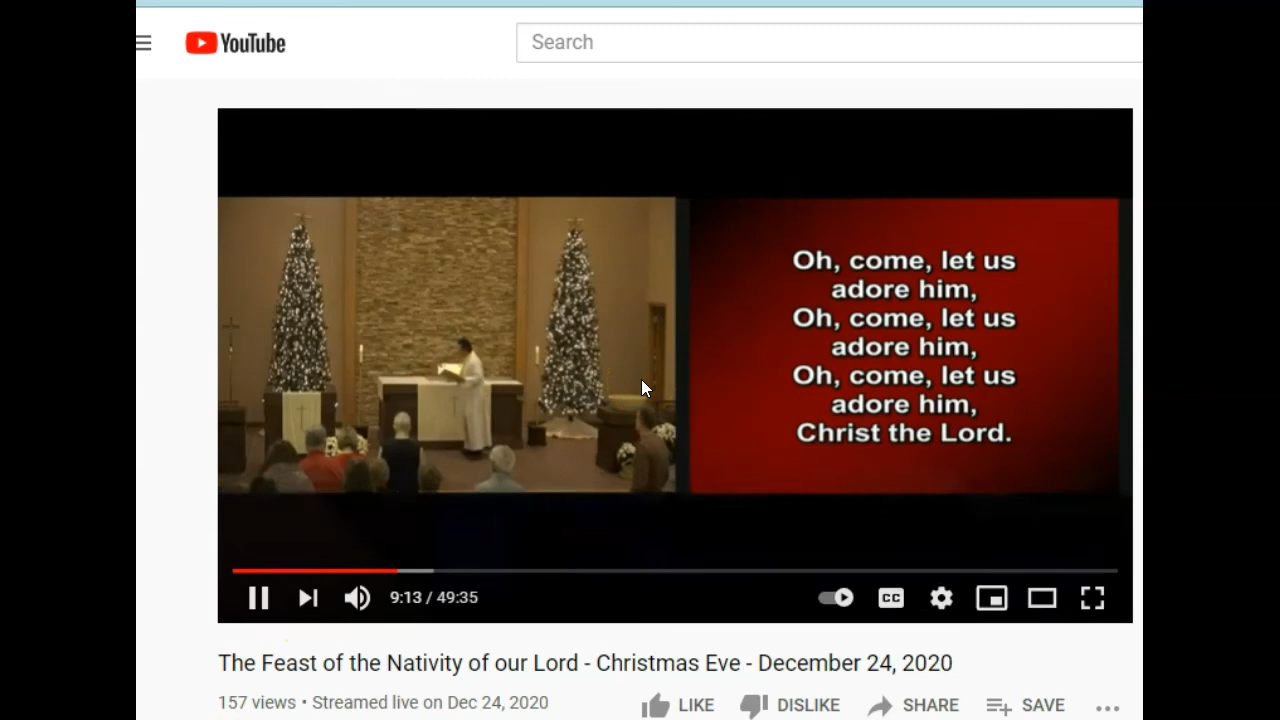 YouTube
Search
Oh, come, let us
adore him,
Oh, come, let us
adore him,
Oh, come, let us
adore him,
Christ the Lord.
9:13 / 49:35
CC
The Feast of the Nativity of our Lord - Christmas Eve - December 24, 2020
157 views • Streamed live on Dec 24, 2020
LIKE
DISLIKE
SHARE
SAVE